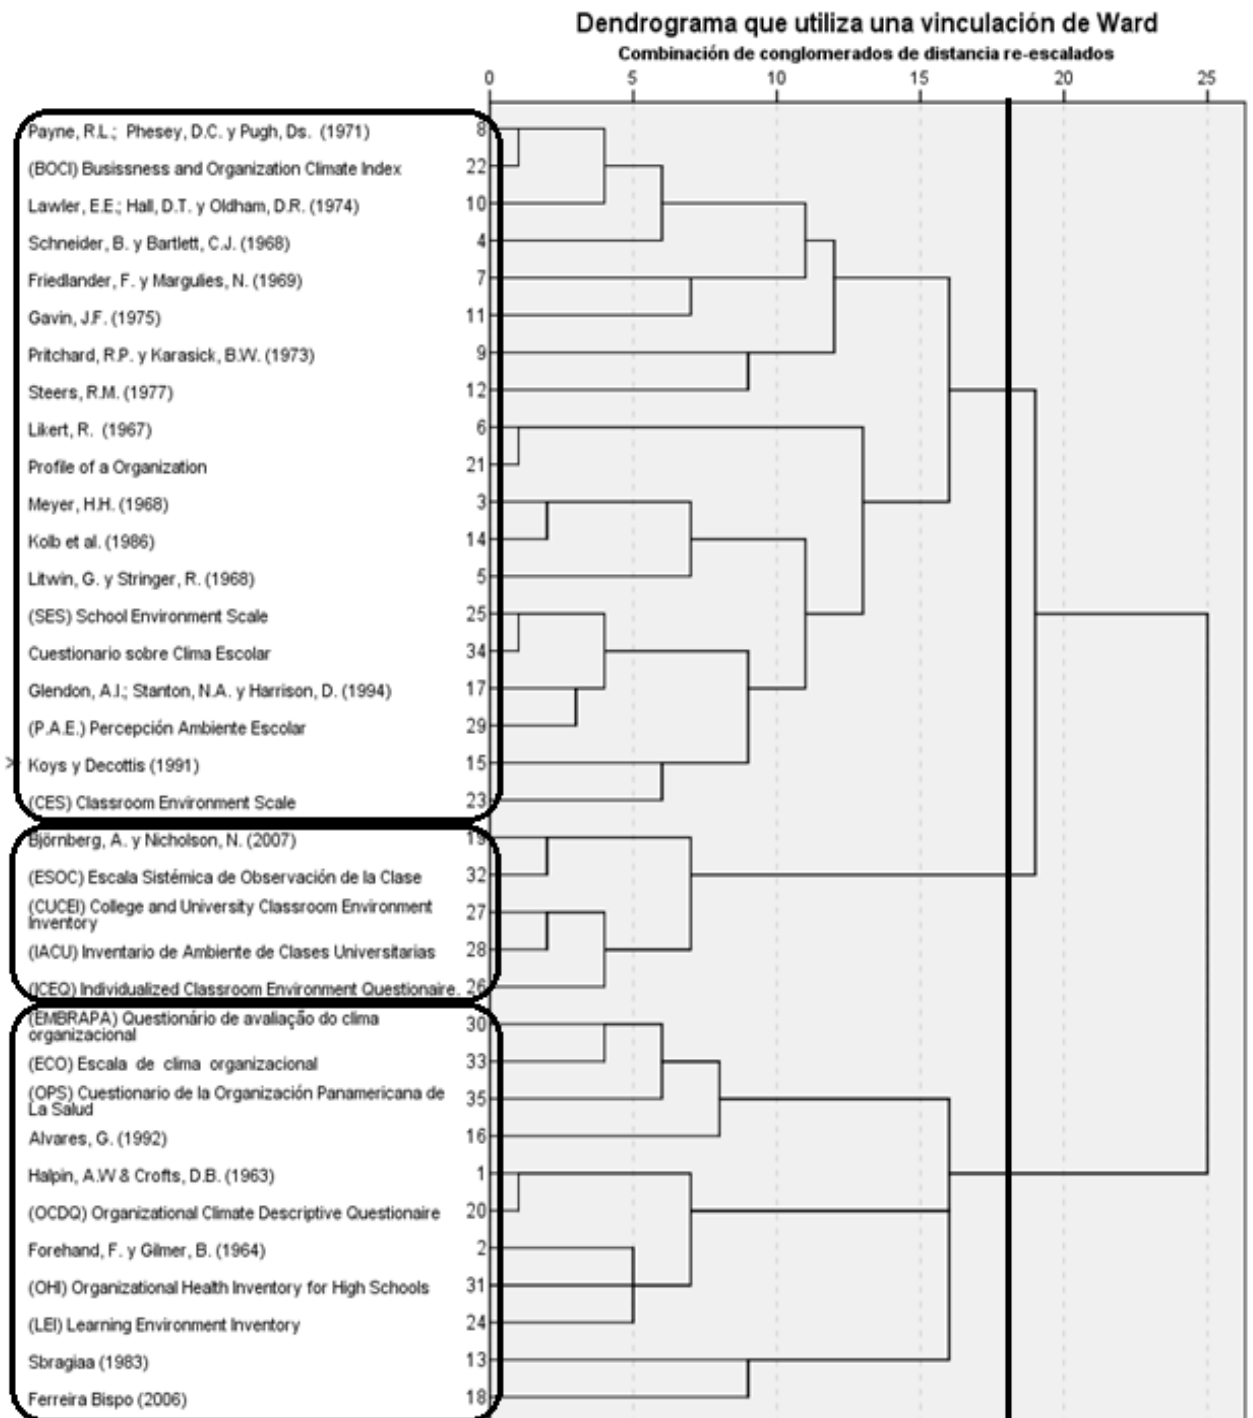 Dendrograma que utiliza una vinculación de Ward
Combinación de conglomerados de distancia re-escalados
0 5 10 15 20 25
Payne, R.L.; Phesey, D.C. y Pugh, Ds. (1971) 8
(BOCI) Busissness and Organization Climate Index 22
Lawler, E.E; Hall, D.T. y Oldham, D.R. (1974) 10
Schneider, B. y Bartlett, C.J. (1968) 4
Friedlander, F. y Margulies, N. (1969) 7
Gavin, J.F. (1975) 11
Pritchard, R.P. y Karasick, B.W. (1973) 9
Steers, R.M. (1977) 12
Likert, R. (1967) 6
Profile of a Organization 21
Meyer, H.H. (1968) 3
Kolb et al. (1986) 14
Litwin, G. y Stringer, R. (1968) 5
(SES) School Environment Scale 25
Cuestionario sobre Clima Escolar 34
Glendon, A.I.; Stanton, N.A. y Harrison, D. (1994) 17
(P.A.E.) Percepción Ambiente Escolar 29
Koys y Decottis (1991) 15
(CES) Classroom Environment Scale 23
Björnberg, A. y Nicholson, N. (2007) 19
(ESOC) Escala Sistémica de Observación de la Clase 32
(CUCEI) College and University Classroom Environment
Inventory 27
(IACU) Inventario de Ambiente de Clases Universitarias 28
(ICEQ) Individualized Classroom Environment Questionaire. 26
(EMBRAPA) Questionário de avaliação do clima
organizacional 30
(ECO) Escala de clima organizacional 33
(OPS) Cuestionario de la Organización Panamericana de
La Salud 35
Alvares, G. (1992) 16
Halpin, A.W & Crofts, D.B. (1963) 1
(OCDQ) Organizational Climate Descriptive Questionaire 20
Forehand, F. y Gilmer, B. (1964) 2
(OHI) Organizational Health Inventory for High Schools 31
(LEI) Learning Environment Inventory 24
Sbragiaa (1983) 13
Ferreira Bispo (2006) 18